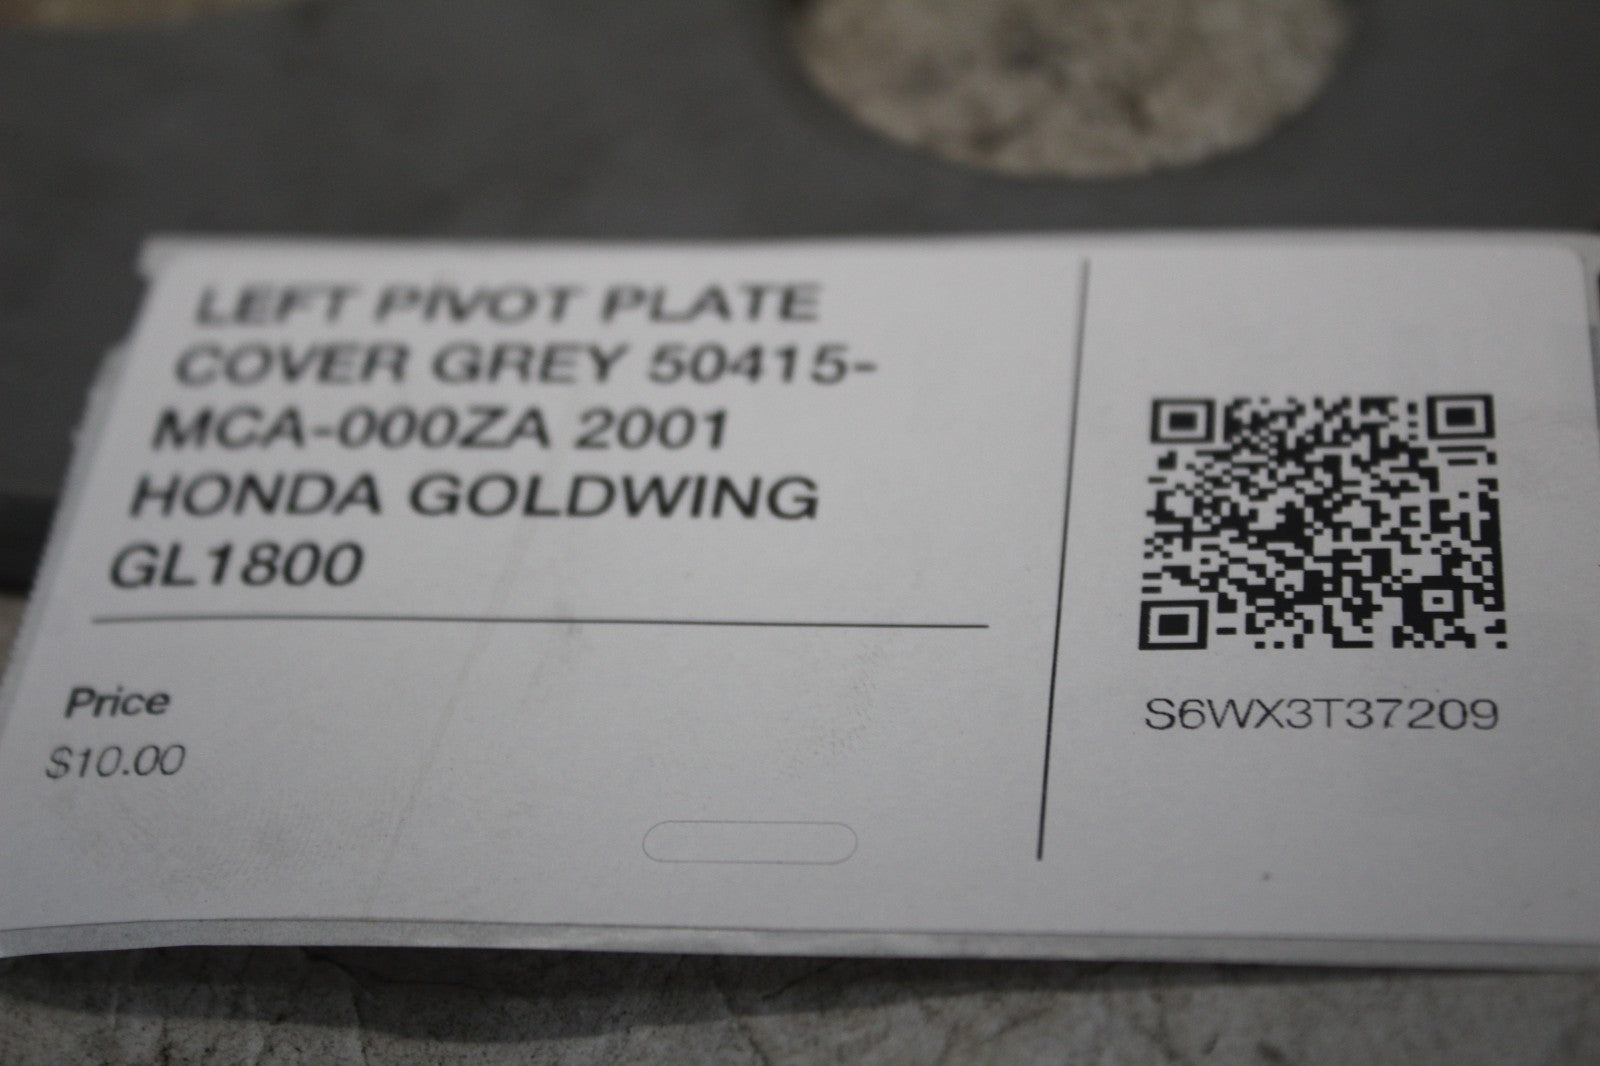 LEFT PIVOT PLATE
COVER GREY 50415-
MCA-000ZA 2001
HONDA GOLDWING
GL1800
Price
$10.00
S6WX3T37209